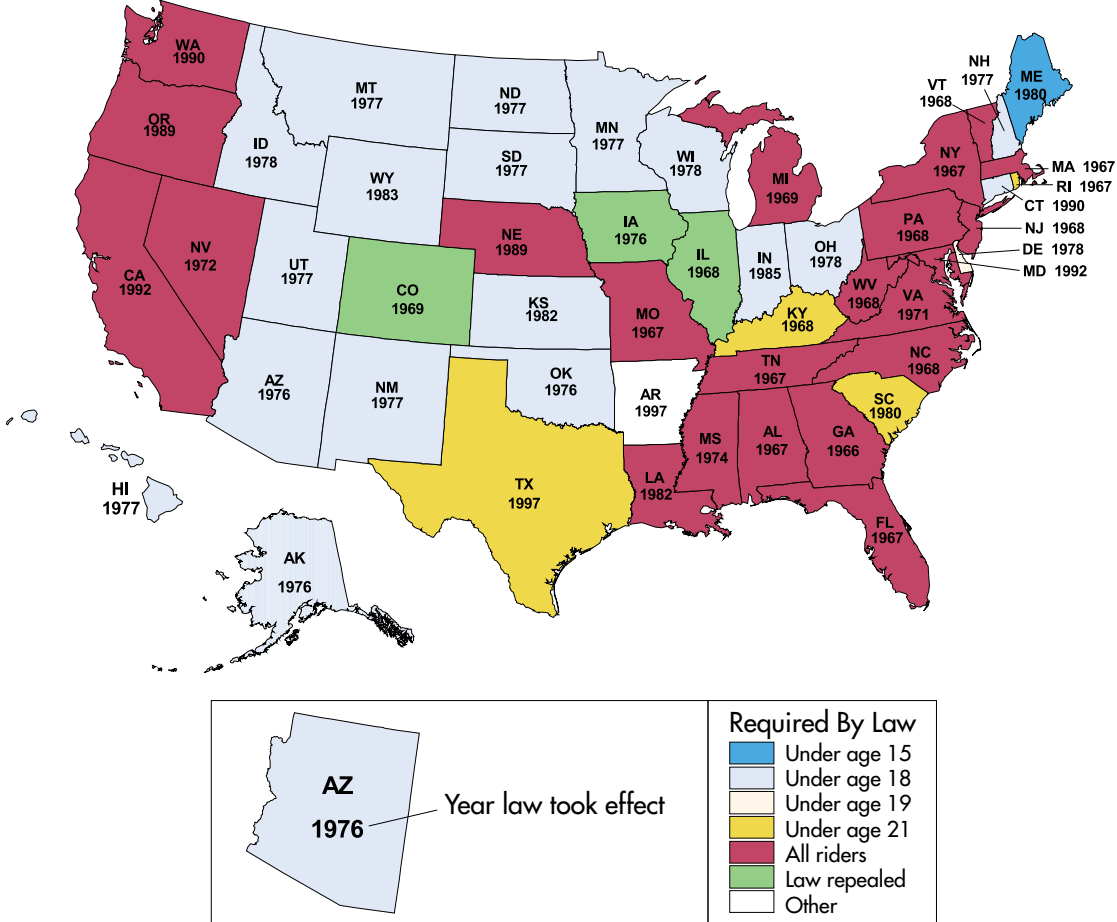 WA
1990
OR
1989
CA
1992
NV
1972
ID
1978
MT
1977
WY
1983
UT
1977
CO
1969
AZ
1976
NM
1977
ND
1977
SD
1977
NE
1989
KS
1982
OK
1976
TX
1997
MN
1977
IA
1976
MO
1967
AR
1997
LA
1982
WI
1978
IL
1968
MI
1969
IN
1985
OH
1978
KY
1968
TN
1967
MS
1974
AL
1967
GA
1966
FL
1967
SC
1980
NC
1968
VA
1971
WV
1968
PA
1968
NY
1967
VT
1968
NH
1977
ME
1980
MA 1967
RI 1967
CT 1990
NJ 1968
DE 1978
MD 1992
HI
1977
AK
1976
AZ
1976
Year law took effect
Required By Law
Under age 15
Under age 18
Under age 19
Under age 21
All riders
Law repealed
Other